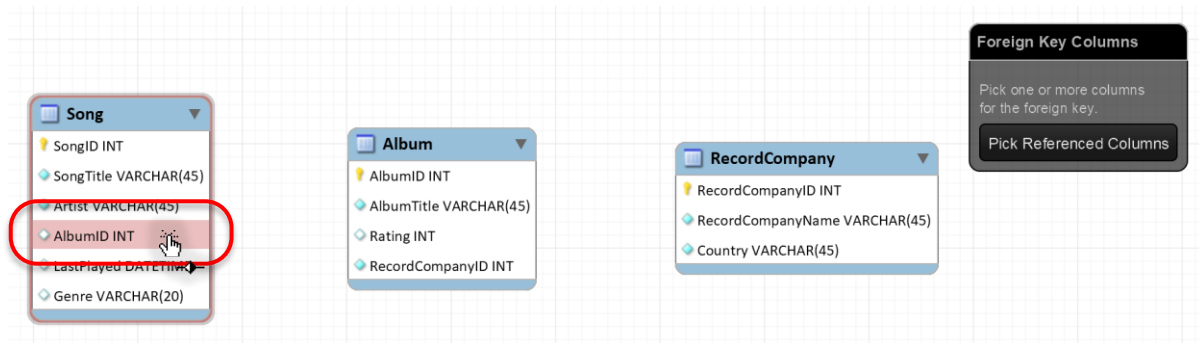 Song
SongID INT
SongTitle VARCHAR(45)
Artist VARCHAR(45)
AlbumID INT
LastPlayed DATETIME
Genre VARCHAR(20)
Album
AlbumID INT
AlbumTitle VARCHAR(45)
Rating INT
RecordCompanyID INT
RecordCompany
RecordCompanyID INT
RecordCompanyName VARCHAR(45)
Country VARCHAR(45)
Foreign Key Columns
Pick one or more columns
for the foreign key.
Pick Referenced Columns